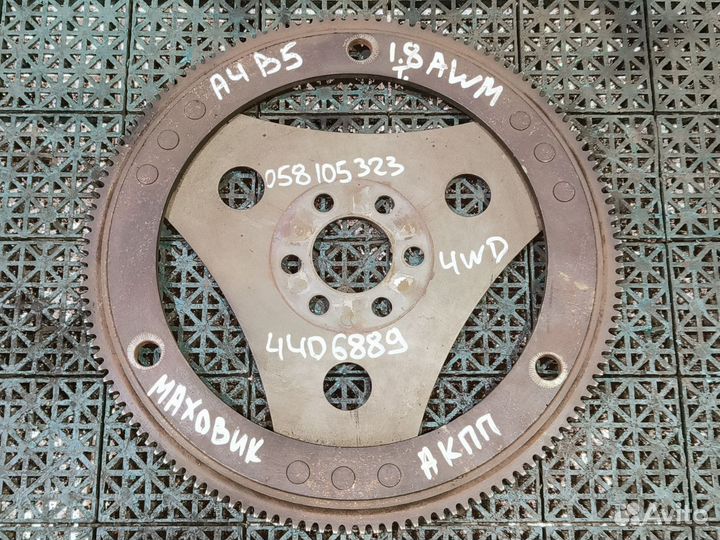 A4 B5
1.8 T. AWM
058105323
4WD
44D6889
МАХОВИК
АКПП
Avito